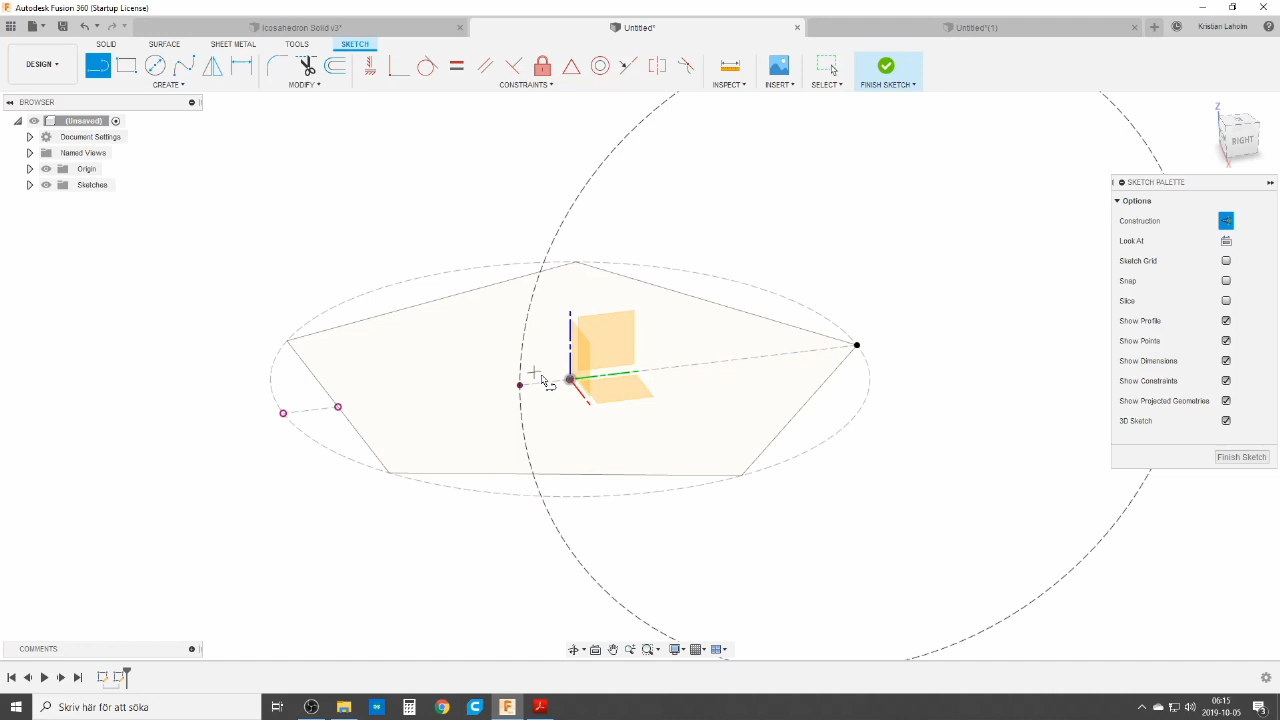 Autodesk Fusion 360 (Startup License)
Icosahedron Solid v3*
Untitled*
Untitled*(1)
Kristian Laholm
SOLID
SURFACE
SHEET METAL
TOOLS
SKETCH
DESIGN
CREATE
MODIFY
CONSTRAINTS
INSPECT
INSERT
SELECT
FINISH SKETCH
BROWSER
(Unsaved)
Document Settings
Named Views
Origin
Sketches
Z
RIGHT
X
SKETCH PALETTE
Options
Construction
Look At
Sketch Grid
Snap
Slice
Show Profile
Show Points
Show Dimensions
Show Constraints
Show Projected Geometries
3D Sketch
Finish Sketch
COMMENTS
Skriv här för att söka
06:15
2019-10-05
3